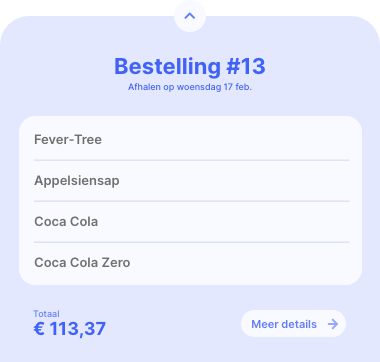 Bestelling #13
Afhalen op woensdag 17 feb.
Fever-Tree
Appelsiensap
Coca Cola
Coca Cola Zero
Totaal
€ 113,37
Meer details